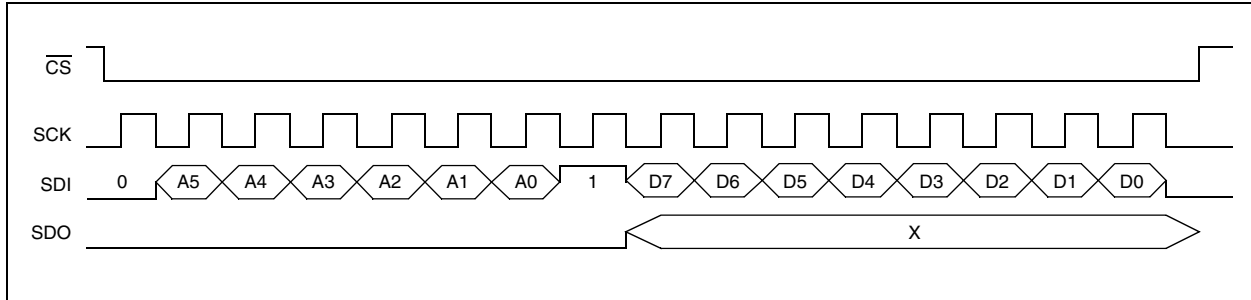 CS
SCK
SDI 0 A5 A4 A3 A2 A1 A0 1 D7 D6 D5 D4 D3 D2 D1 D0
SDO X